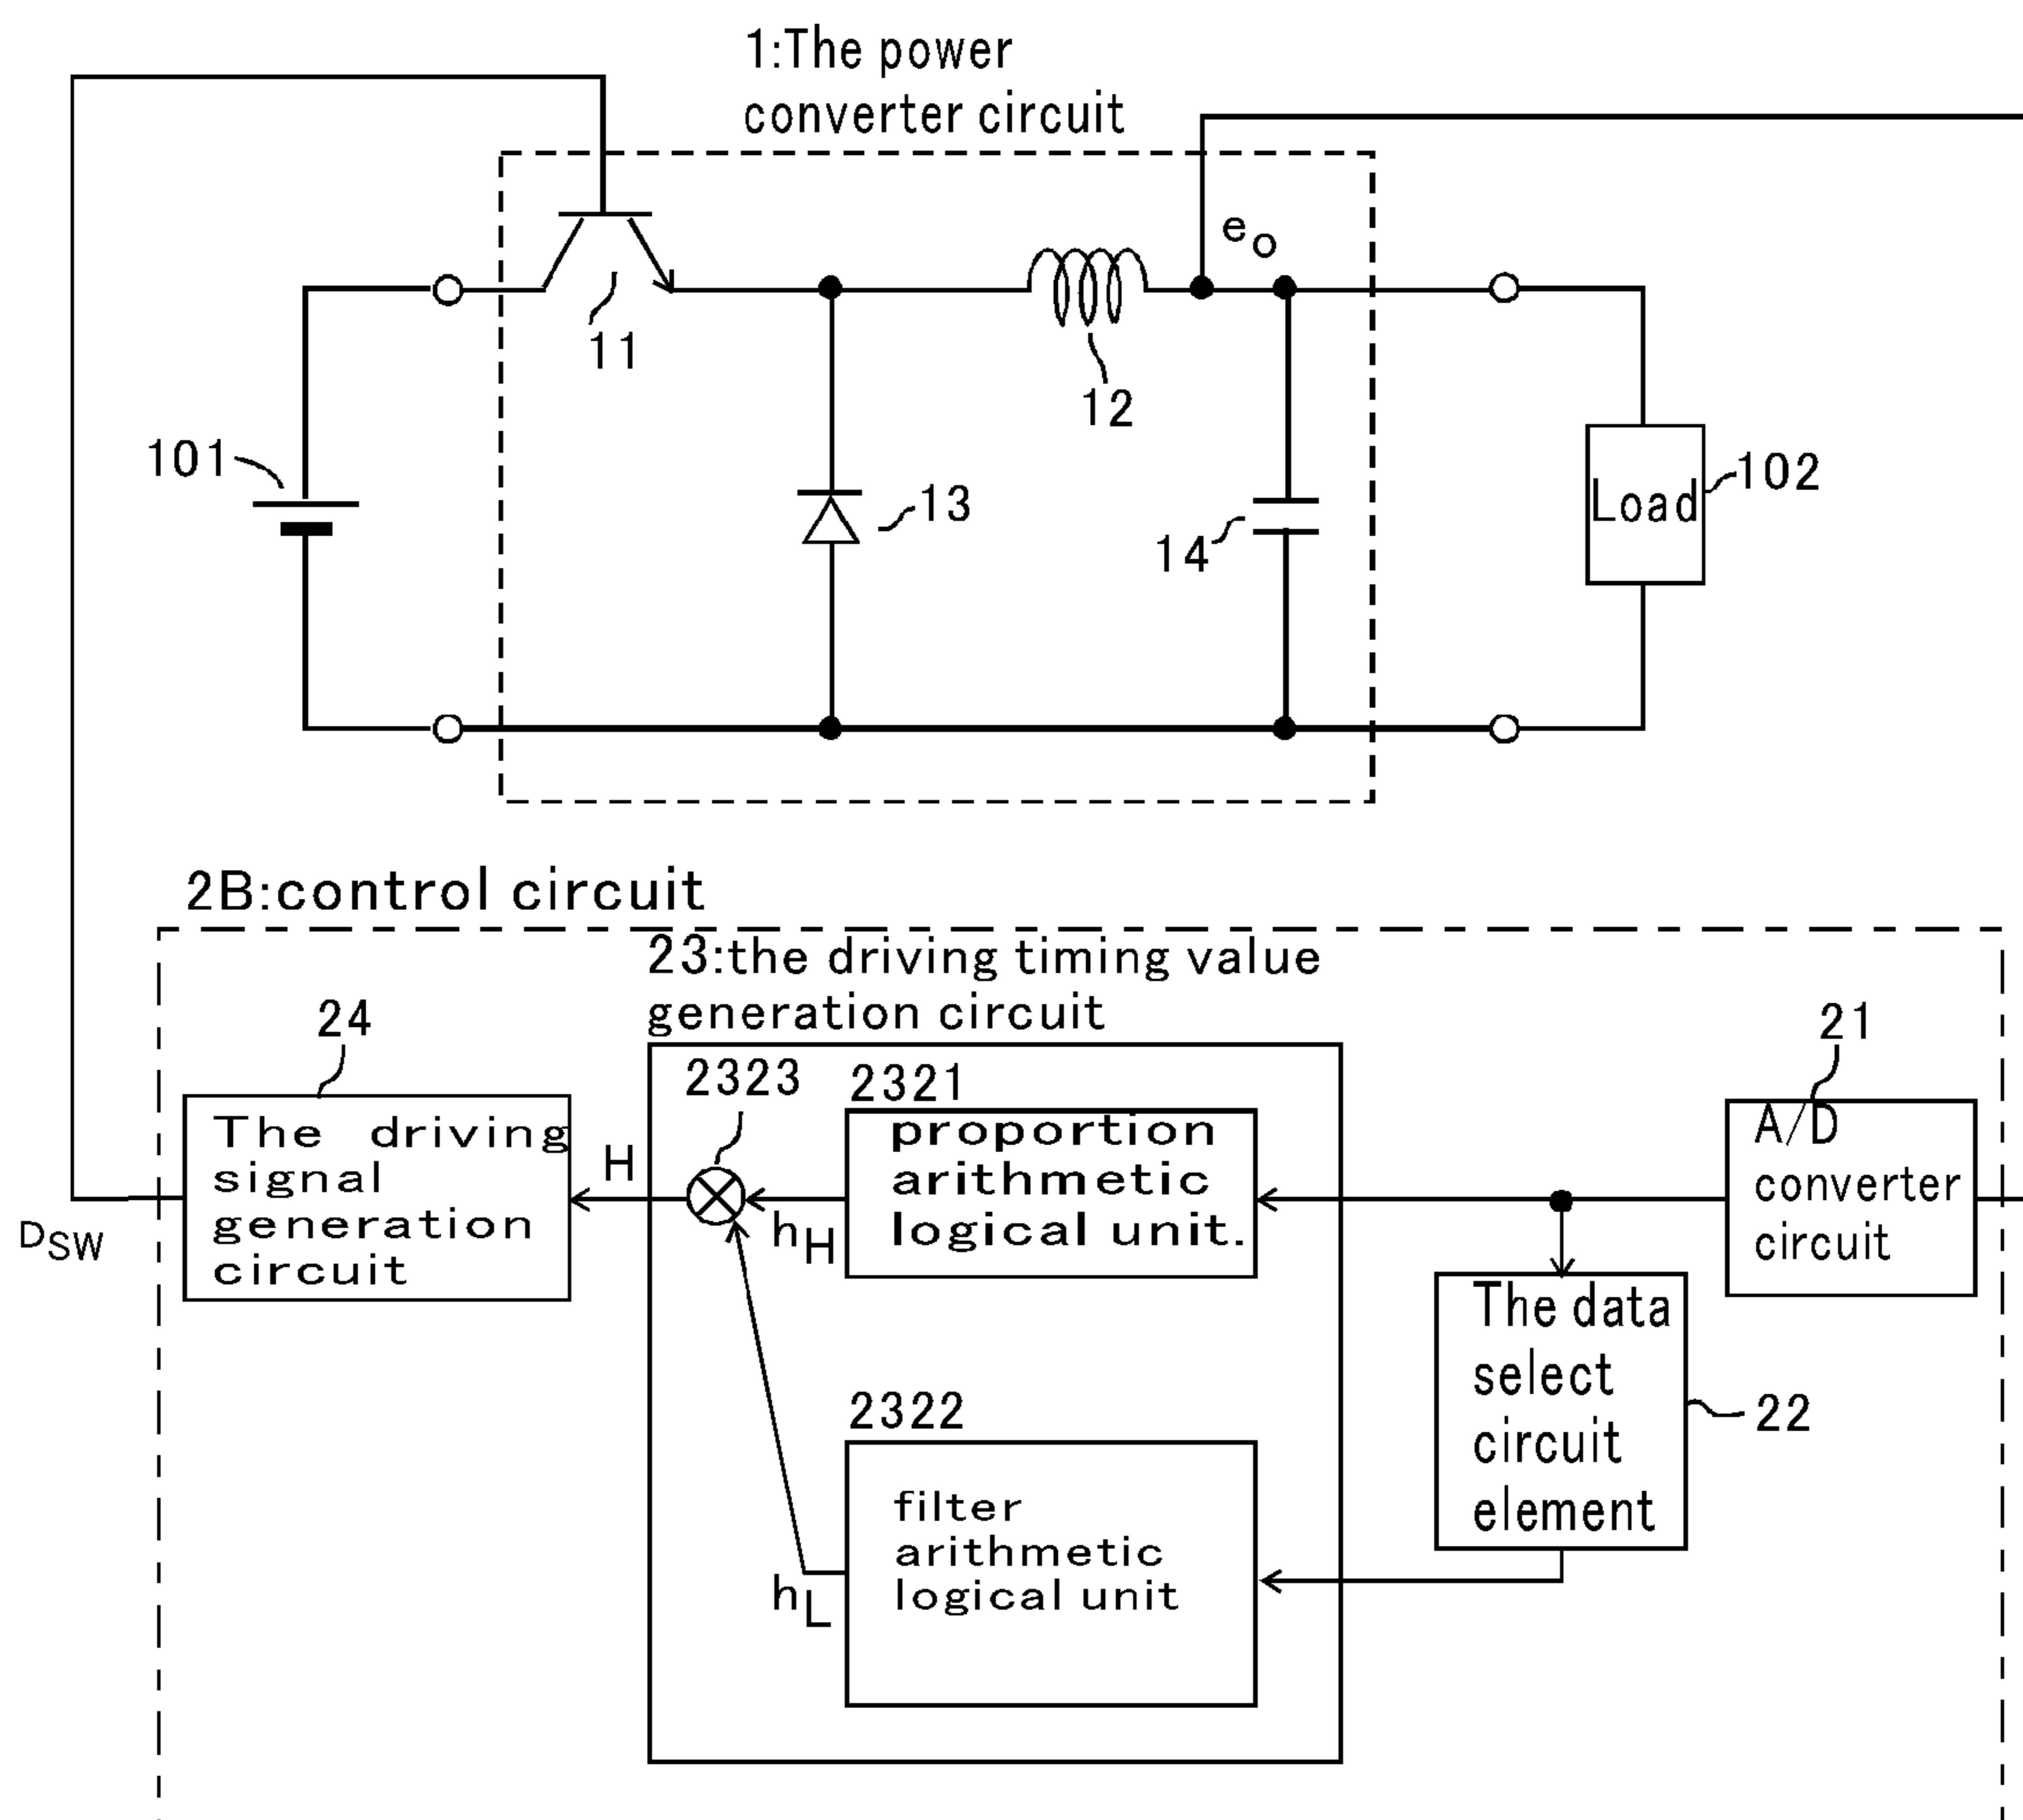 1:The power
converter circuit
eo
11
12
101
13
14
Load
102
2B:control circuit
23:the driving timing value
generation circuit
24
21
2323
2321
The driving
signal
generation
circuit
H
proportion
arithmetic
logical unit.
hH
A/D
converter
circuit
DSW
The data
select
circuit
element
22
2322
filter
arithmetic
logical unit
hL